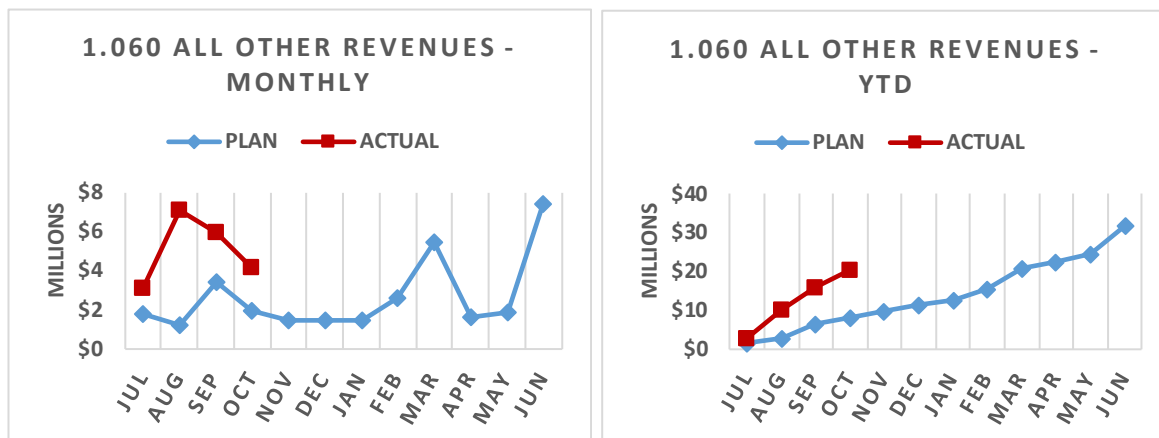 1.060 ALL OTHER REVENUES -
MONTHLY
PLAN ACTUAL
MILLIONS
$8
$6
$4
$2
$0
JUL AUG SEP OCT NOV DEC JAN FEB MAR APR MAY JUN
1.060 ALL OTHER REVENUES -
YTD
PLAN ACTUAL
MILLIONS
$40
$30
$20
$10
$0
JUL AUG SEP OCT NOV DEC JAN FEB MAR APR MAY JUN